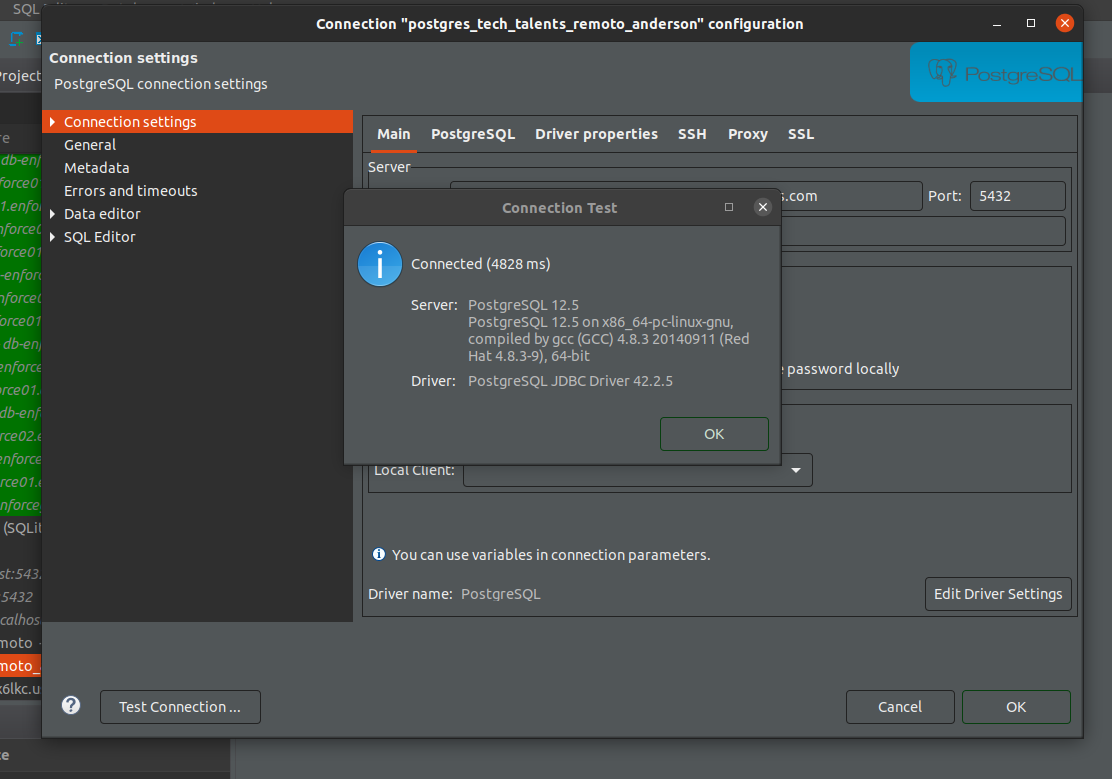 Connection "postgres_tech_talents_remoto_anderson" configuration
Connection settings
PostgreSQL connection settings
PostgreSQL
Connection settings
General
Metadata
Errors and timeouts
Data editor
SQL Editor
Main PostgreSQL Driver properties SSH Proxy SSL
Server
s.com Port: 5432
Connection Test
Connected (4828 ms)
Server: PostgreSQL 12.5
PostgreSQL 12.5 on x86_64-pc-linux-gnu,
compiled by gcc (GCC) 4.8.3 20140911 (Red
Hat 4.8.3-9), 64-bit
Driver: PostgreSQL JDBC Driver 42.2.5
OK
password locally
Local Client:
You can use variables in connection parameters.
Driver name: PostgreSQL
Edit Driver Settings
Test Connection ...
Cancel
OK
SQL
Project
re
db-enf
force0
1.enfor
enforce0
force01
-enforc
nforce0
force01
db-enf
enforce
rce01.
db-enf
force02.e
enforce
rce01.e
nforce
(SQLit
st:543
:5432
calhos
moto
moto_
x6lkc.u